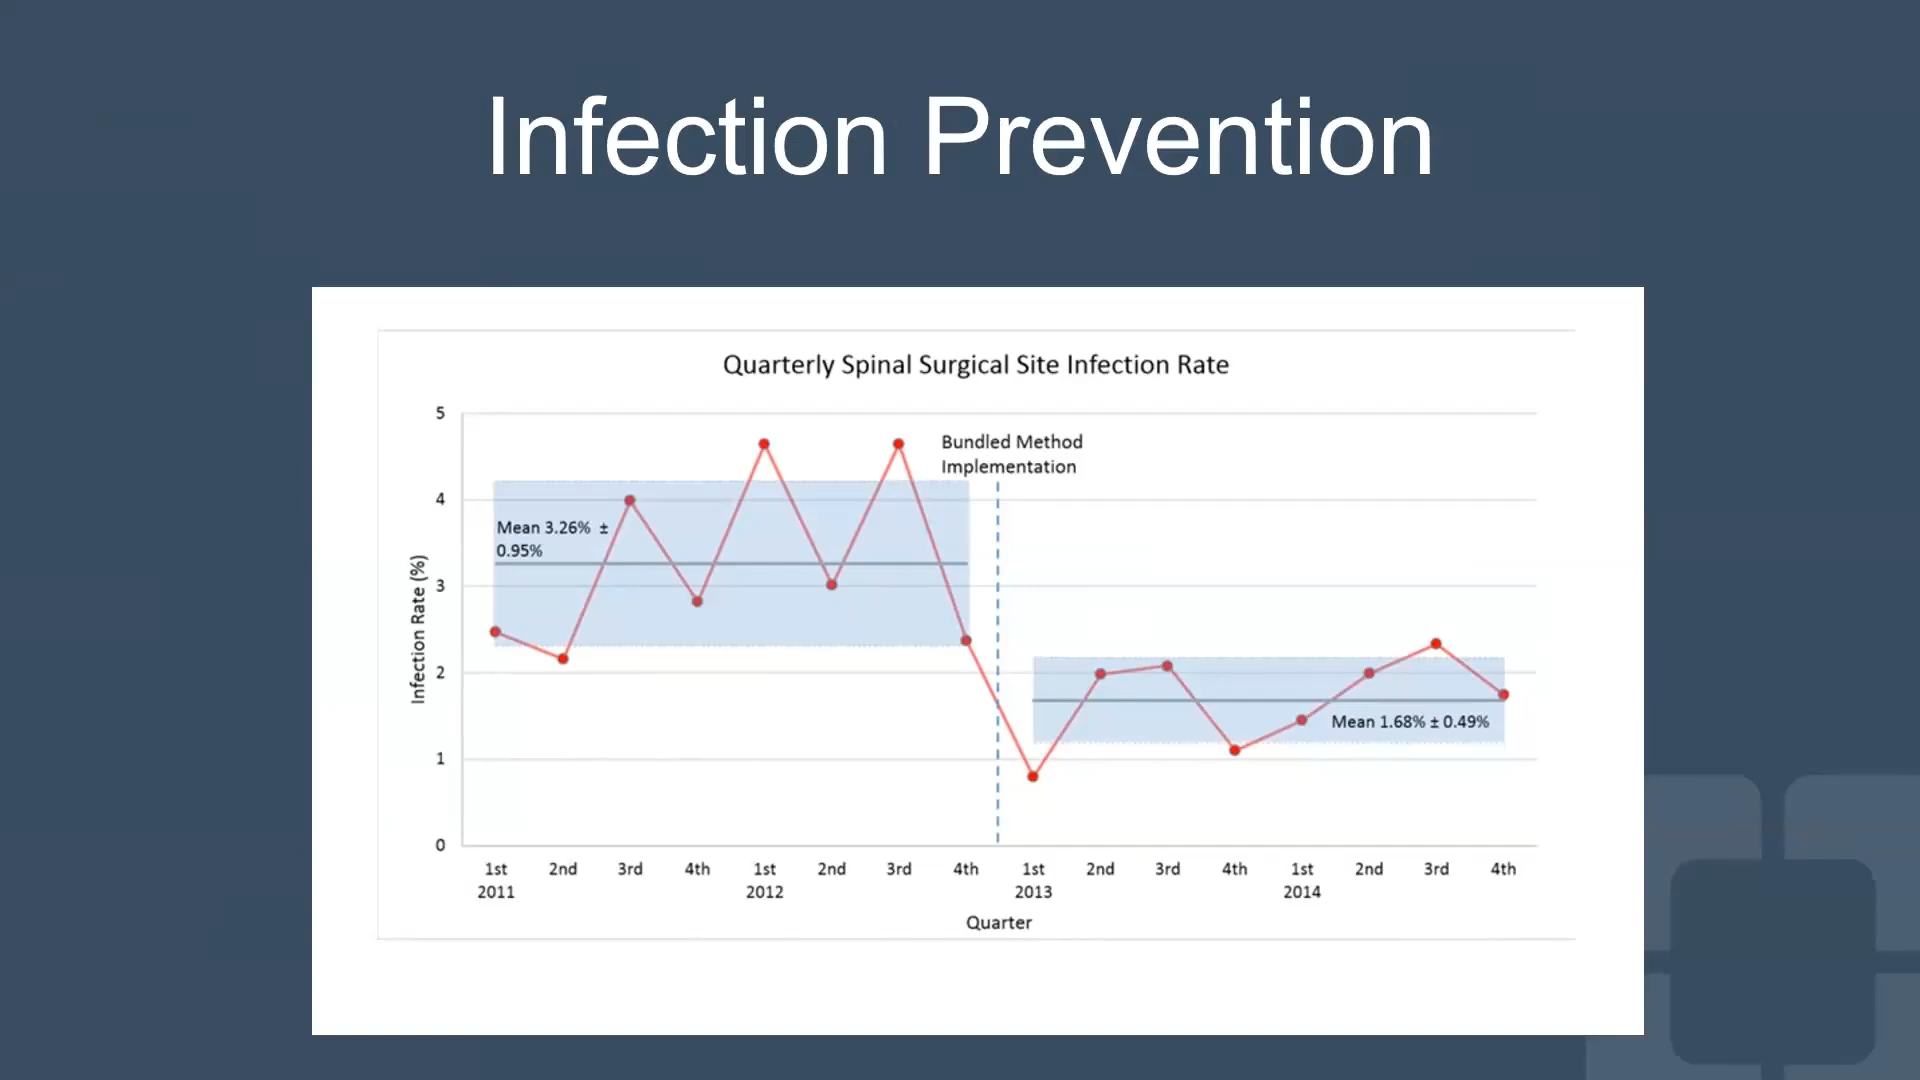 Infection Prevention
Quarterly Spinal Surgical Site Infection Rate
5
Bundled Method
Implementation
4
Mean 3.26% ±
0.95%
Infection Rate (%)
3
2
Mean 1.68% ± 0.49%
1
0
1st 2nd 3rd 4th 1st 2nd 3rd 4th 1st 2nd 3rd 4th 1st 2nd 3rd 4th
2011 2012 2013 2014
Quarter